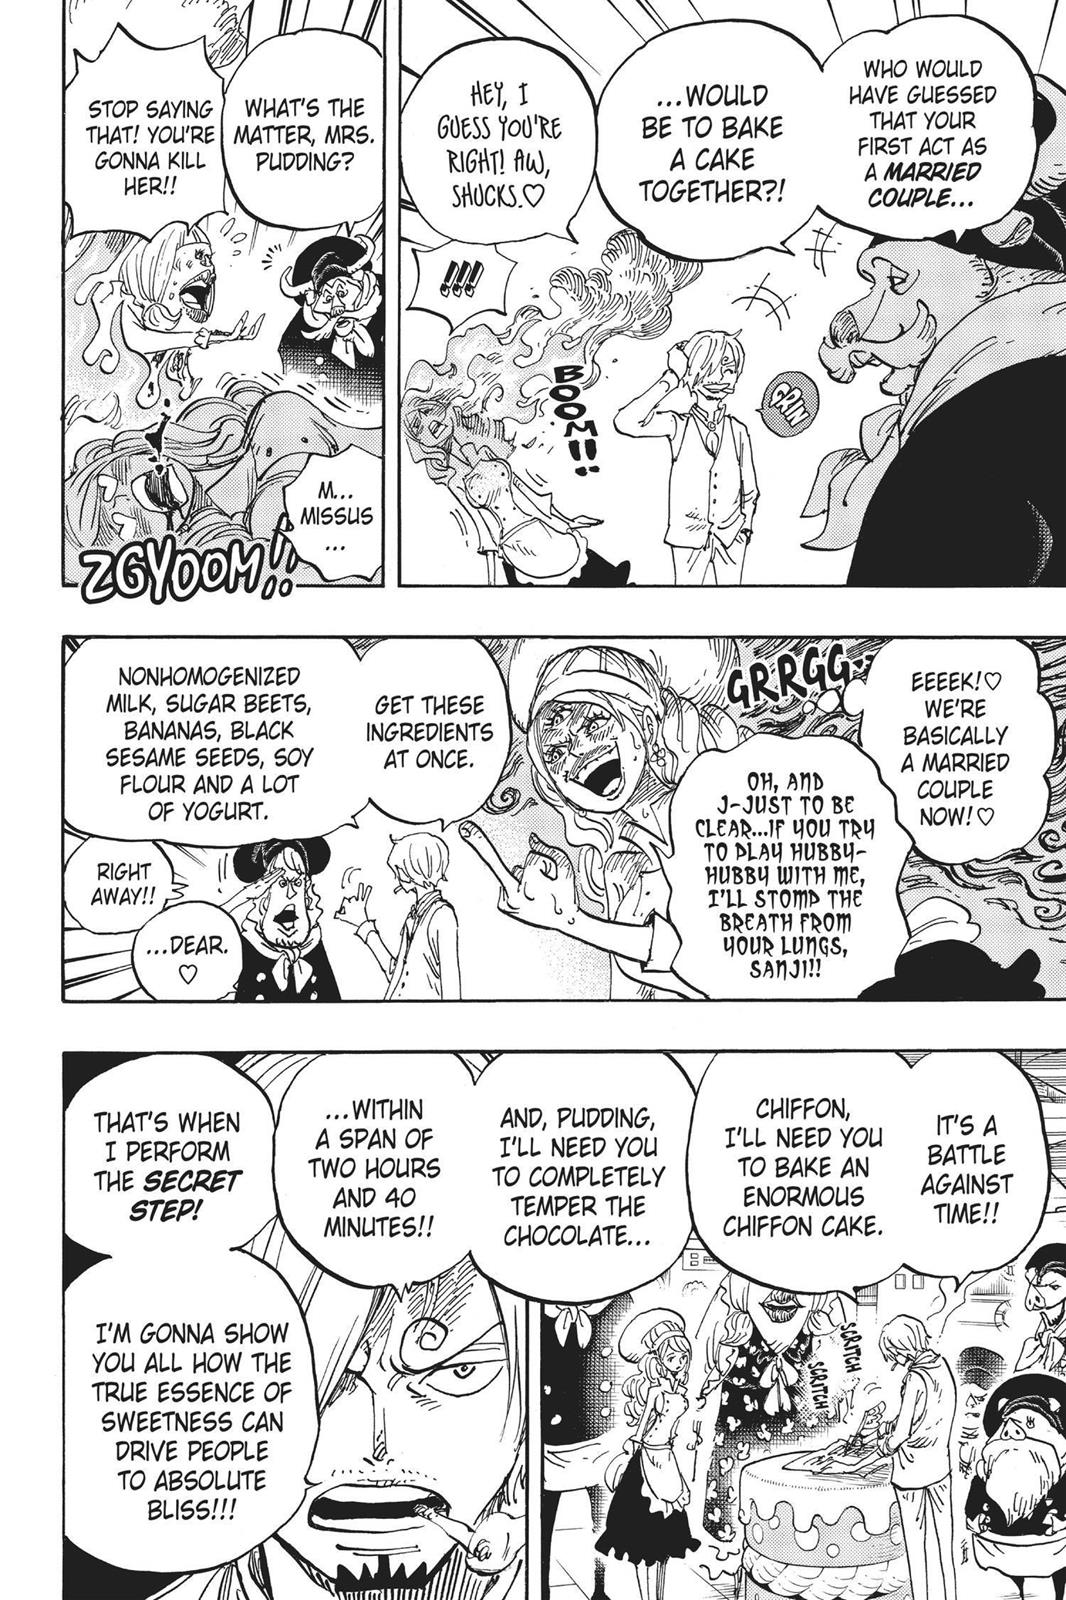 WHO WOULD
HAVE GUESSED
THAT YOUR
FIRST ACT AS
A MARRIED
COUPLE...
...WOULD
BE TO BAKE
A CAKE
TOGETHER?!
GRIN
HEY, I
GUESS YOU'RE
RIGHT! AW,
SHUCKS.♡
!!!
BOOM!!
WHAT'S THE
MATTER, MRS.
PUDDING?
STOP SAYING
THAT! YOU'RE
GONNA KILL
HER!!
M...
MISSUS
...
ZGYOOM!!
EEEEK!♡
WE'RE
BASICALLY
A MARRIED
COUPLE
NOW!♡
GRRGG...
OH, AND
J-JUST TO BE
CLEAR...IF YOU TRY
TO PLAY HUBBY-
HUBBY WITH ME,
I'LL STOMP THE
BREATH FROM
YOUR LUNGS,
SANJI!!
GET THESE
INGREDIENTS
AT ONCE.
NONHOMOGENIZED
MILK, SUGAR BEETS,
BANANAS, BLACK
SESAME SEEDS, SOY
FLOUR AND A LOT
OF YOGURT.
RIGHT
AWAY!!
...DEAR.
♡
IT'S A
BATTLE
AGAINST
TIME!!
CHIFFON,
I'LL NEED YOU
TO BAKE AN
ENORMOUS
CHIFFON CAKE.
AND, PUDDING,
I'LL NEED YOU
TO COMPLETELY
TEMPER THE
CHOCOLATE...
SCRITCH
SCRITCH
...WITHIN
A SPAN OF
TWO HOURS
AND 40
MINUTES!!
THAT'S WHEN
I PERFORM
THE SECRET
STEP!
I'M GONNA SHOW
YOU ALL HOW THE
TRUE ESSENCE OF
SWEETNESS CAN
DRIVE PEOPLE
TO ABSOLUTE
BLISS!!!